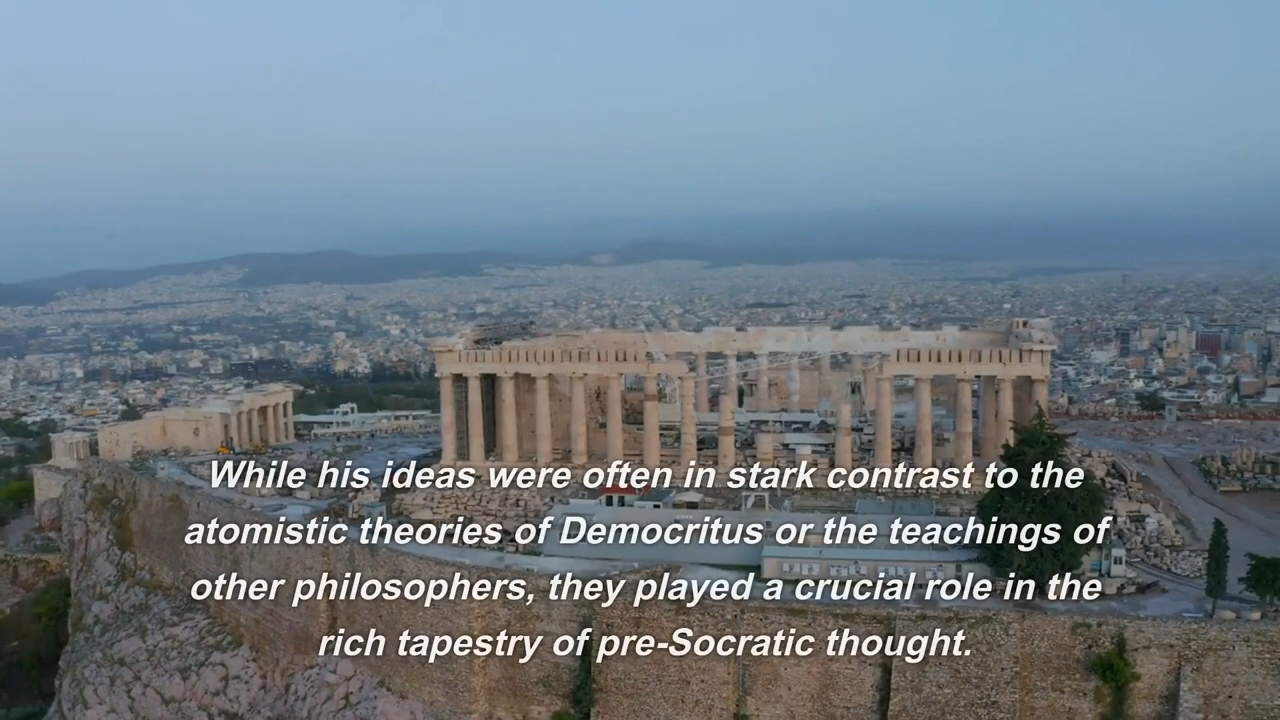 While his ideas were often in stark contrast to the
atomistic theories of Democritus or the teachings of
other philosophers, they played a crucial role in the
rich tapestry of pre-Socratic thought.